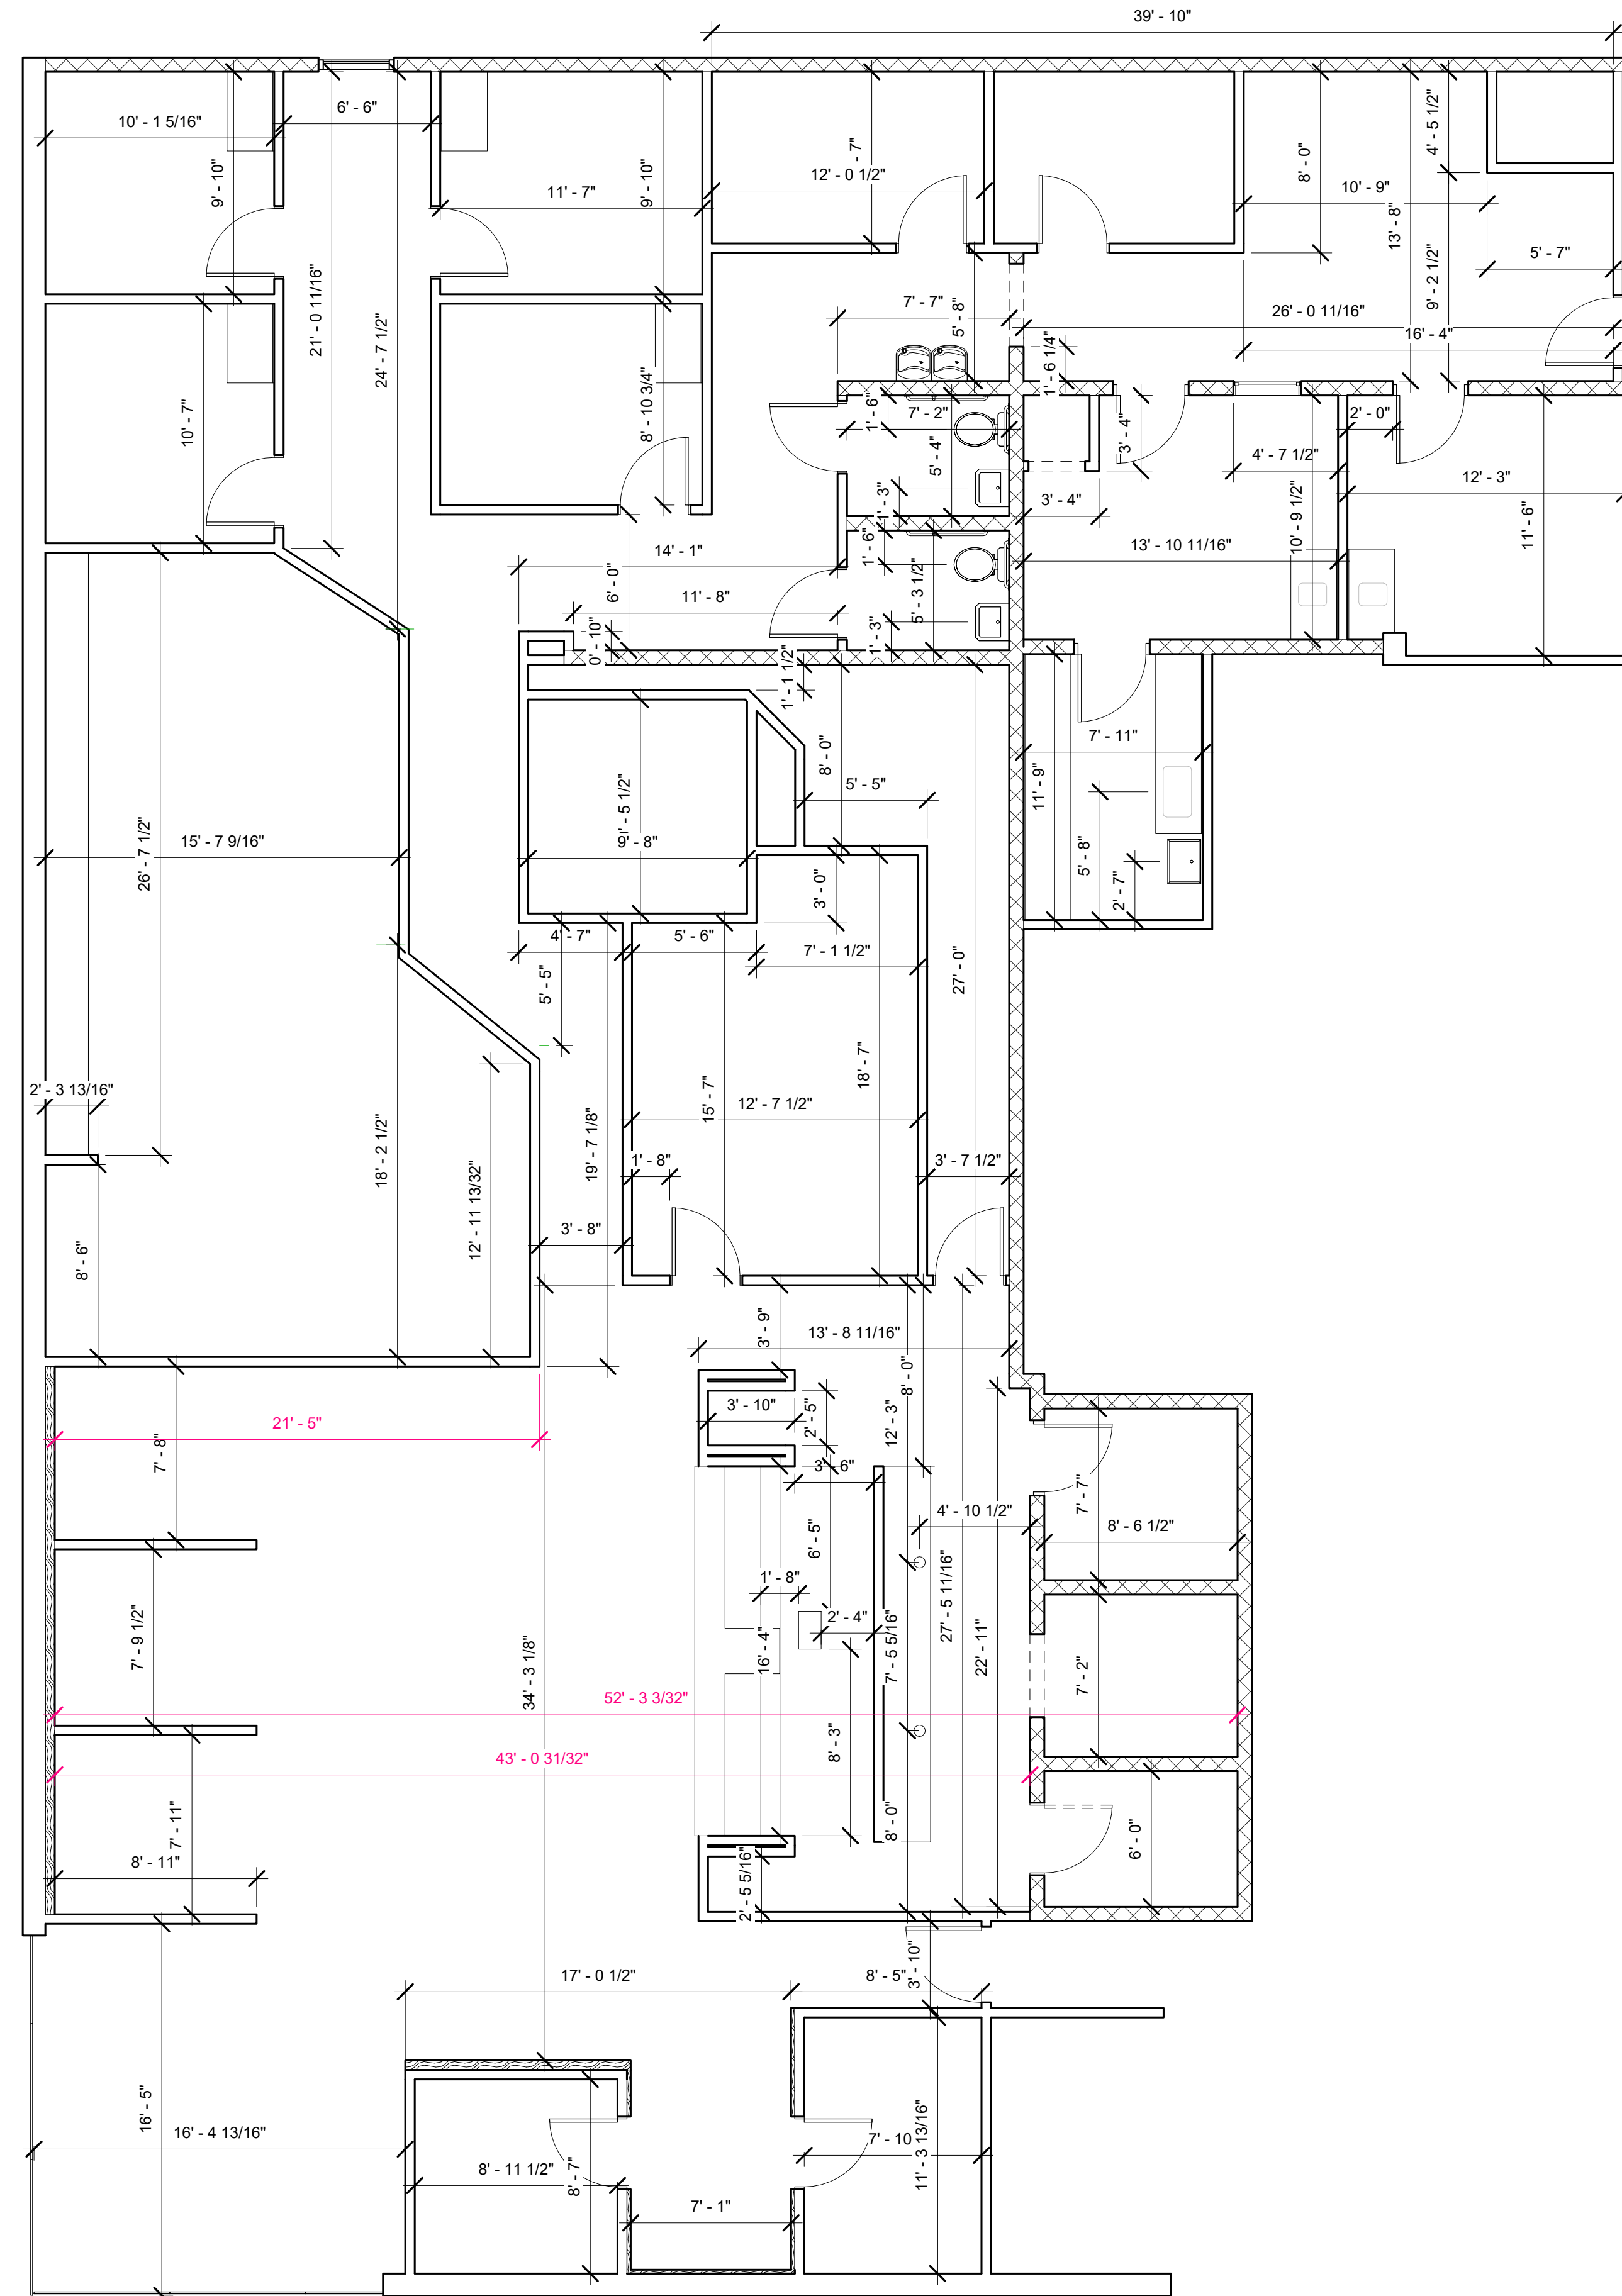 39' - 10"
6' - 6"
10' - 1 5/16"
4' - 5 1/2"
- 7"
8' - 0"
9' - 10"
11' - 7"
9' - 10"
12' - 0 1/2"
10' - 9"
13' - 8"
5' - 7"
21' - 0 11/16"
24' - 7 1/2"
7' - 7"
5' - 8"
26' - 0 11/16"
9' - 2 1/2"
16' - 4"
1' - 6 1/4"
10' - 7"
8' - 10 3/4"
1' - 6"
7' - 2"
5' - 4"
3' - 4"
2' - 0"
4' - 7 1/2"
12' - 3"
1' - 3"
3' - 4"
14' - 1"
1' - 6"
13' - 10 11/16"
10' - 9 1/2"
11' - 6"
6' - 0"
11' - 8"
5' - 3 1/2"
0' - 10"
1' - 3"
1' - 1 1/2"
7' - 11"
8' - 0"
5' - 5"
11' - 9"
9' - 5 1/2"
9' - 8"
15' - 7 9/16"
26' - 7 1/2"
5' - 8"
3' - 0"
2' - 7"
4' - 7"
5' - 6"
7' - 1 1/2"
27' - 0"
5' - 5"
2' - 3 13/16"
18' - 7"
15' - 7"
12' - 7 1/2"
18' - 2 1/2"
19' - 7 1/8"
1' - 8"
3' - 7 1/2"
12' - 11 13/32"
3' - 8"
8' - 6"
3' - 9"
13' - 8 11/16"
8' - 0"
3' - 10"
2' - 5"
12' - 3"
21' - 5"
7' - 8"
3' - 6"
7' - 7"
4' - 10 1/2"
8' - 6 1/2"
6' - 5"
1' - 8"
27' - 5 11/16"
2' - 4"
7' - 9 1/2"
16' - 4"
7' - 5 5/16"
22' - 11"
34' - 3 1/8"
7' - 2"
52' - 3 3/32"
8' - 3"
43' - 0 31/32"
7' - 11"
8' - 0"
6' - 0"
8' - 11"
2' - 5 5/16"
3' - 10"
17' - 0 1/2"
8' - 5"
16' - 5"
16' - 4 13/16"
7' - 10
11' - 3 13/16"
8' - 11 1/2"
8' - 7"
7' - 1"